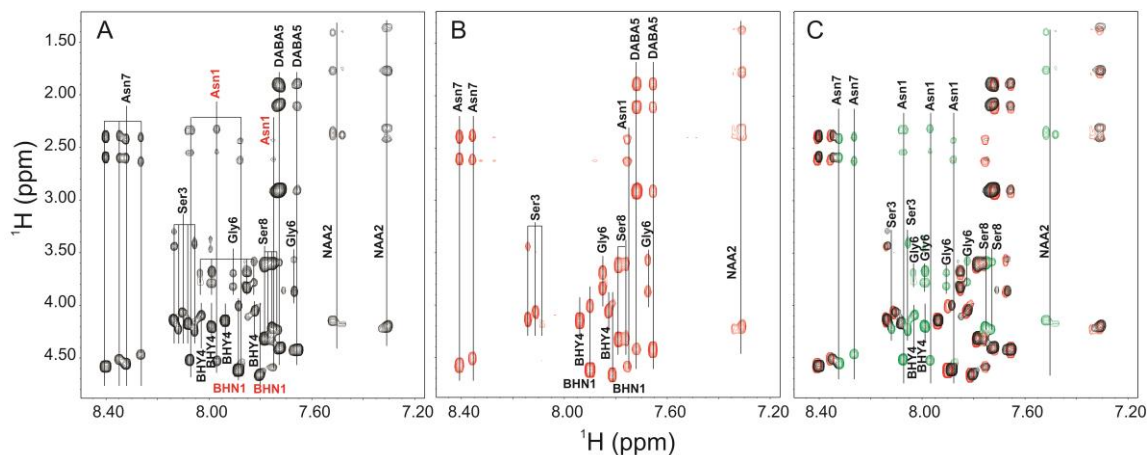 A
B
C
1.50
2.00
2.50
3.00
3.50
4.00
4.50
¹H (ppm)
Asn7
Asn1
Asn1
DABA5
DABA5
Ser3
Gly6
Ser8
Gly6
NAA2
NAA2
BHY4
BHY4
BHY4
BHY4
BHN1
BHN1
8.40 8.00 7.60 7.20
Asn7
Asn7
DABA5
DABA5
Asn1
Ser3
Gly6
Ser8
Gly6
NAA2
BHY4
BHY4
BHN1
BHN1
8.40 8.00 7.60 7.20
Asn7
Asn7
Asn1
Asn1
Asn1
Ser3
Ser3
Gly6
Gly6
Gly6
Gly6
Ser8
Ser8
NAA2
BHY4
BHY4
8.40 8.00 7.60 7.20
¹H (ppm)